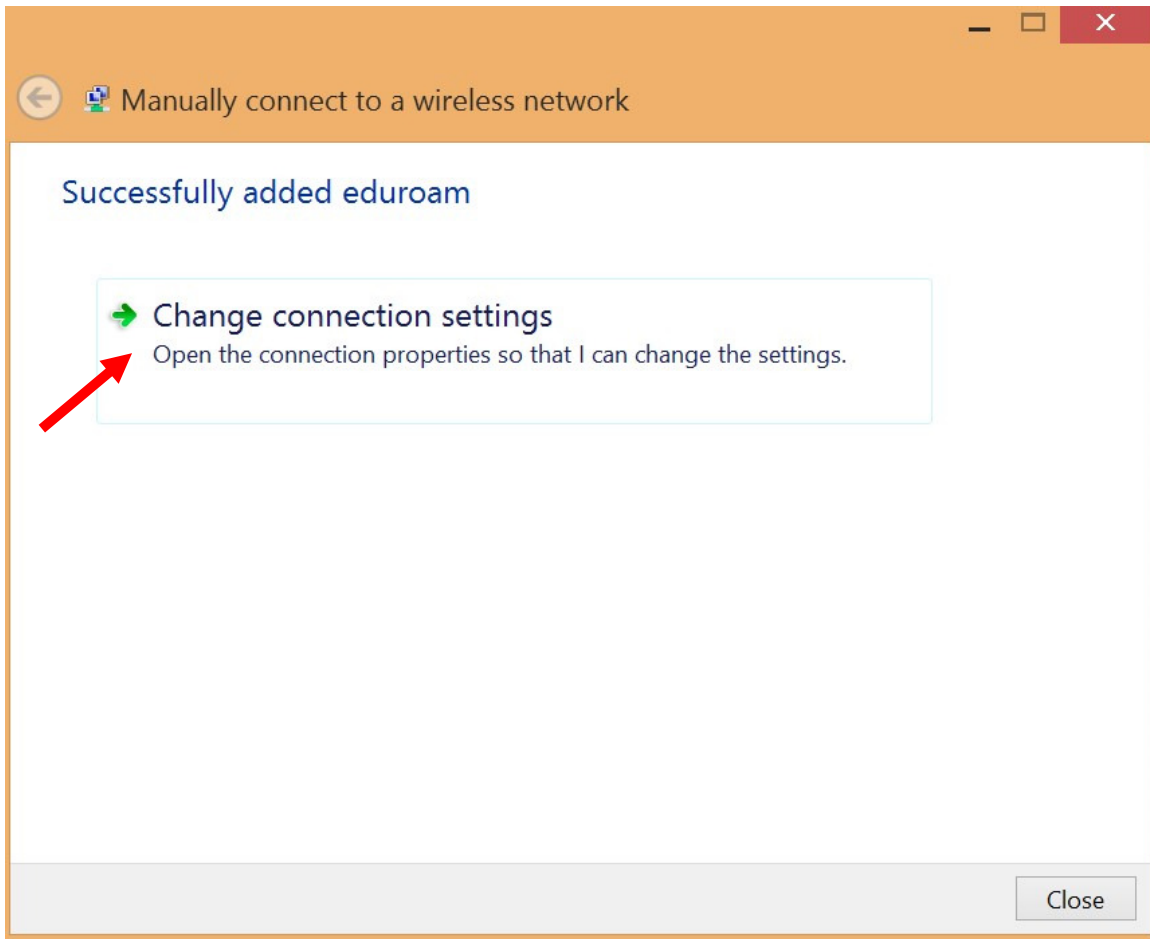 Manually connect to a wireless network
Successfully added eduroam
Change connection settings
Open the connection properties so that I can change the settings.
Close